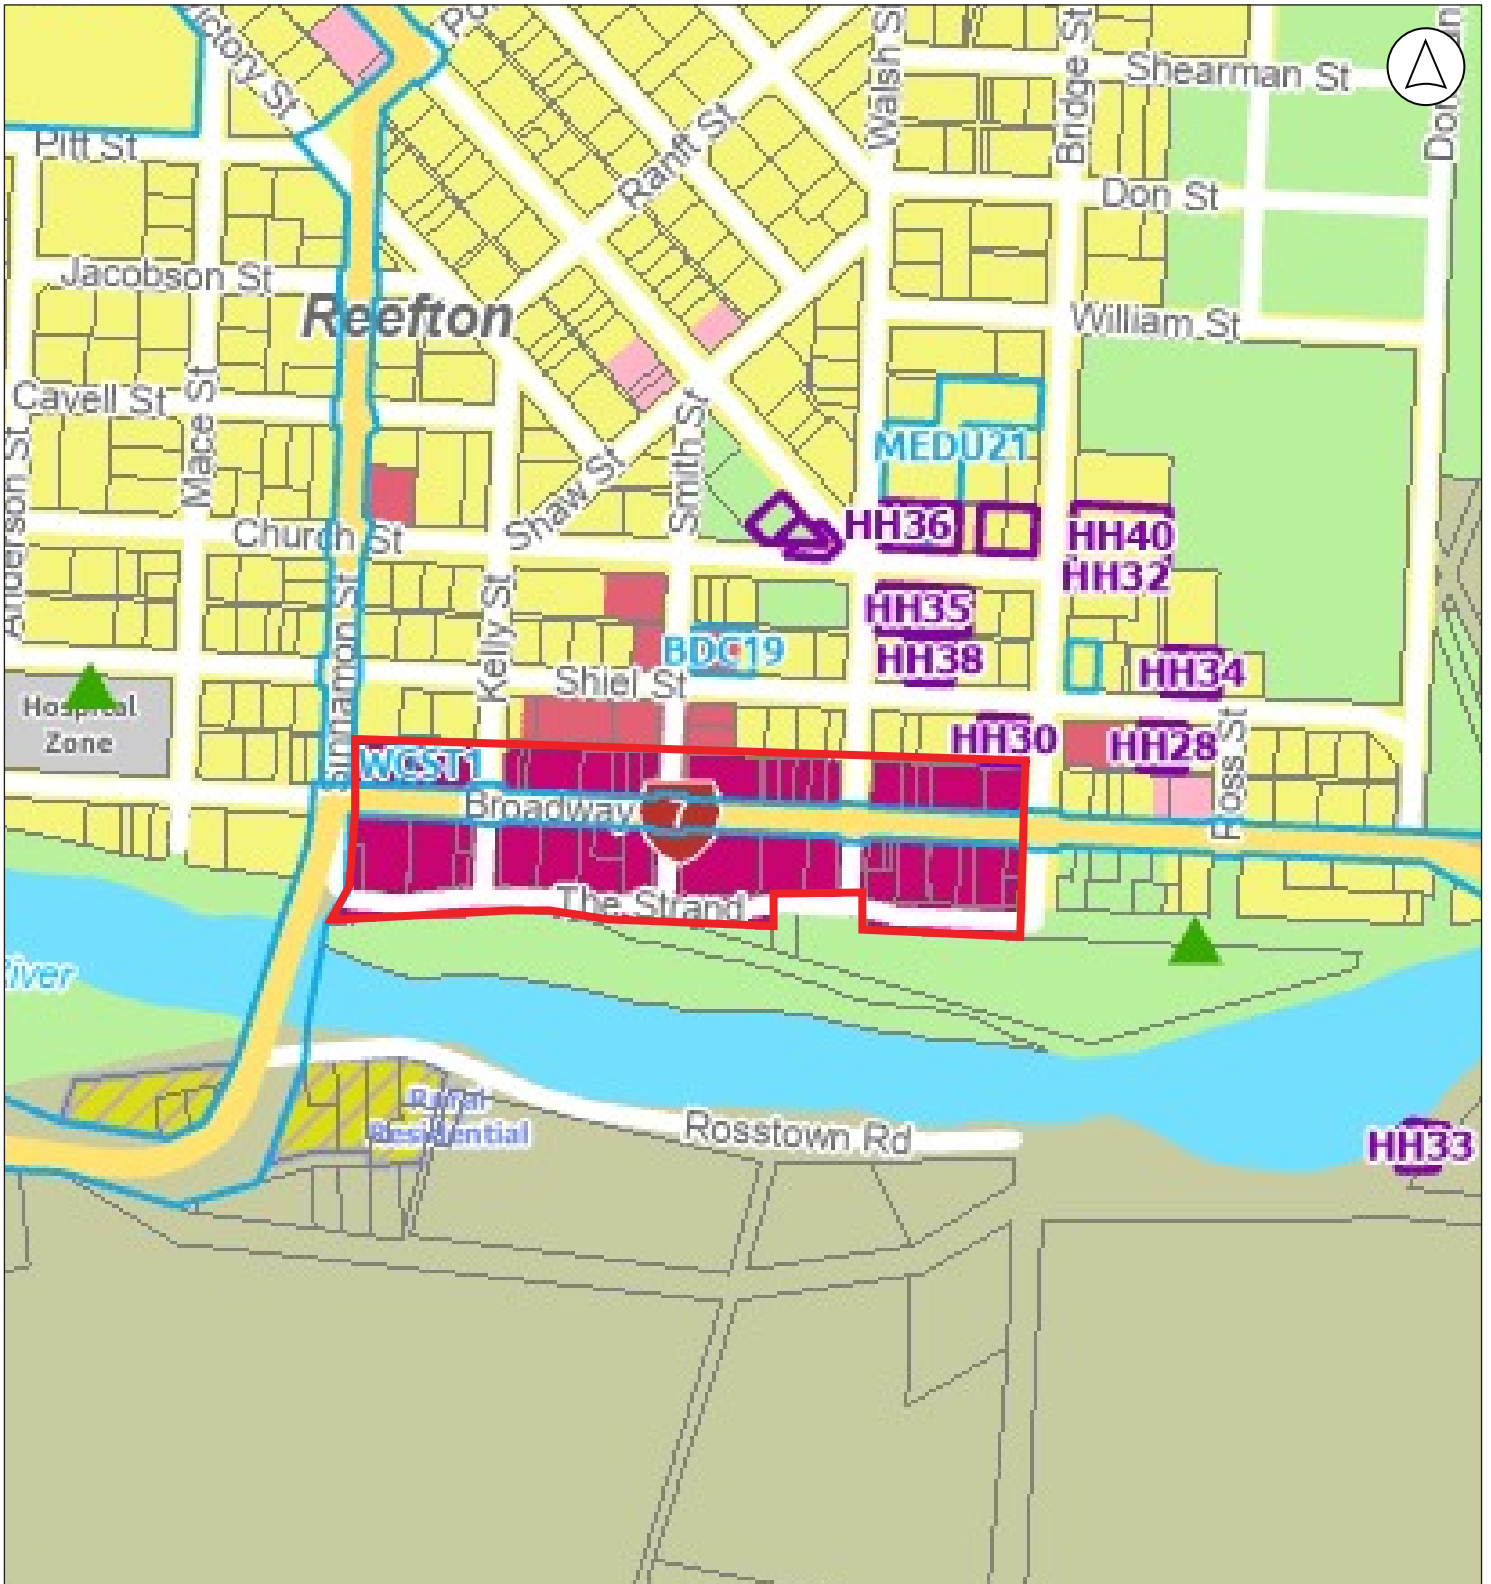 Victory St
Walsh St
Bridge St
Shearman St
Pitt St
Ranft St
Don St
Jacobson St
Reefton
William St
Cavell St
Mace St
Smith St
MEDU21
Anderson St
Shaw St
HH36
HH40
Church St
HH32
Sinnamon St
Kelly St
HH35
BDC19
HH38
HH34
Shiel St
Hospital
Zone
HH30
HH28
Ross St
WCST1
Broadway
7
The Strand
River
Rural
Residential
Rosstown Rd
HH33